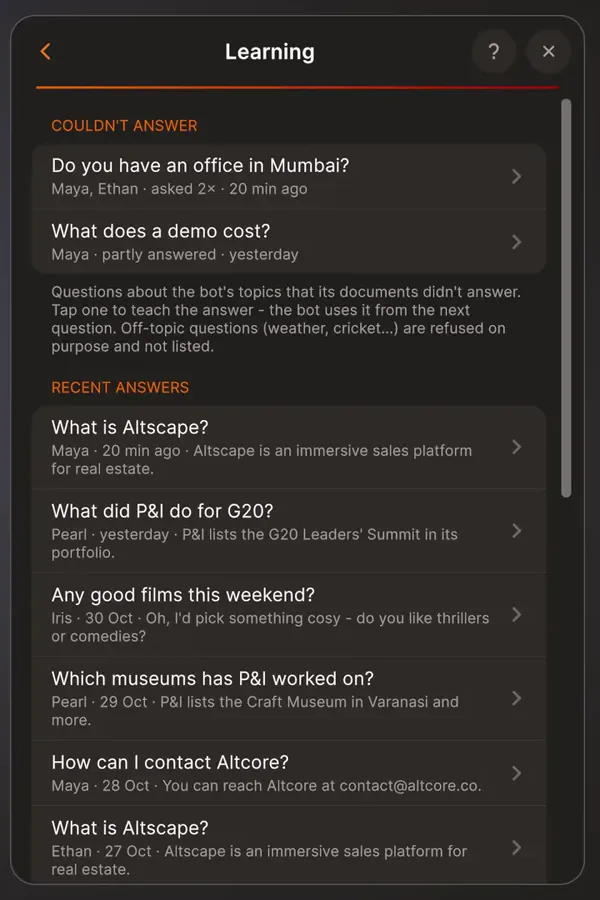 Learning
?
COULDN'T ANSWER
Do you have an office in Mumbai?
Maya, Ethan · asked 2× · 20 min ago
What does a demo cost?
Maya · partly answered · yesterday
Questions about the bot's topics that its documents didn't answer.
Tap one to teach the answer - the bot uses it from the next
question. Off-topic questions (weather, cricket...) are refused on
purpose and not listed.
RECENT ANSWERS
What is Altscape?
Maya · 20 min ago · Altscape is an immersive sales platform
for real estate.
What did P&I do for G20?
Pearl · yesterday · P&I lists the G20 Leaders' Summit in its
portfolio.
Any good films this weekend?
Iris · 30 Oct · Oh, I'd pick something cosy - do you like thrillers
or comedies?
Which museums has P&I worked on?
Pearl · 29 Oct · P&I lists the Craft Museum in Varanasi and
more.
How can I contact Altcore?
Maya · 28 Oct · You can reach Altcore at contact@altcore.co.
What is Altscape?
Ethan · 27 Oct · Altscape is an immersive sales platform for
real estate.